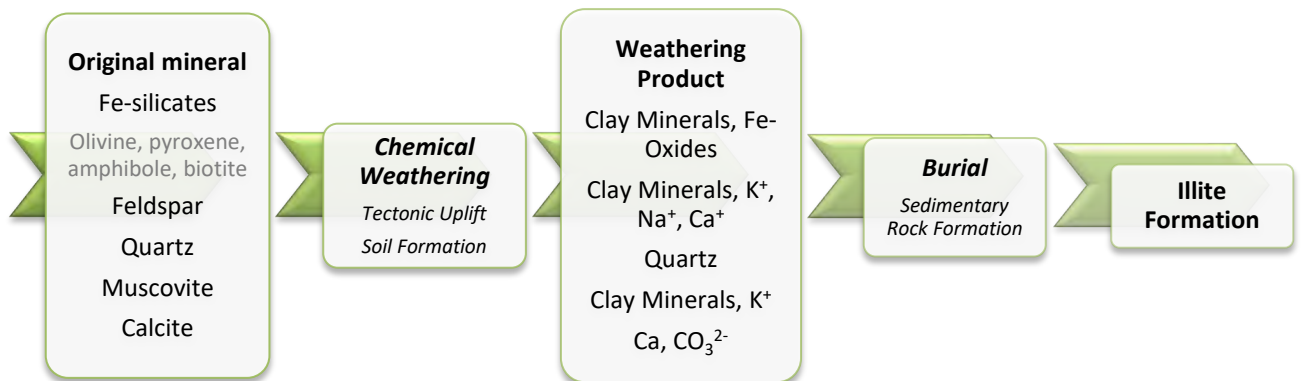 Original mineral
Fe-silicates
Olivine, pyroxene,
amphibole, biotite
Feldspar
Quartz
Muscovite
Calcite
Chemical
Weathering
Tectonic Uplift
Soil Formation
Weathering
Product
Clay Minerals, Fe-
Oxides
Clay Minerals, K⁺,
Na⁺, Ca⁺
Quartz
Clay Minerals, K⁺
Ca, CO₃²⁻
Burial
Sedimentary
Rock Formation
Illite
Formation